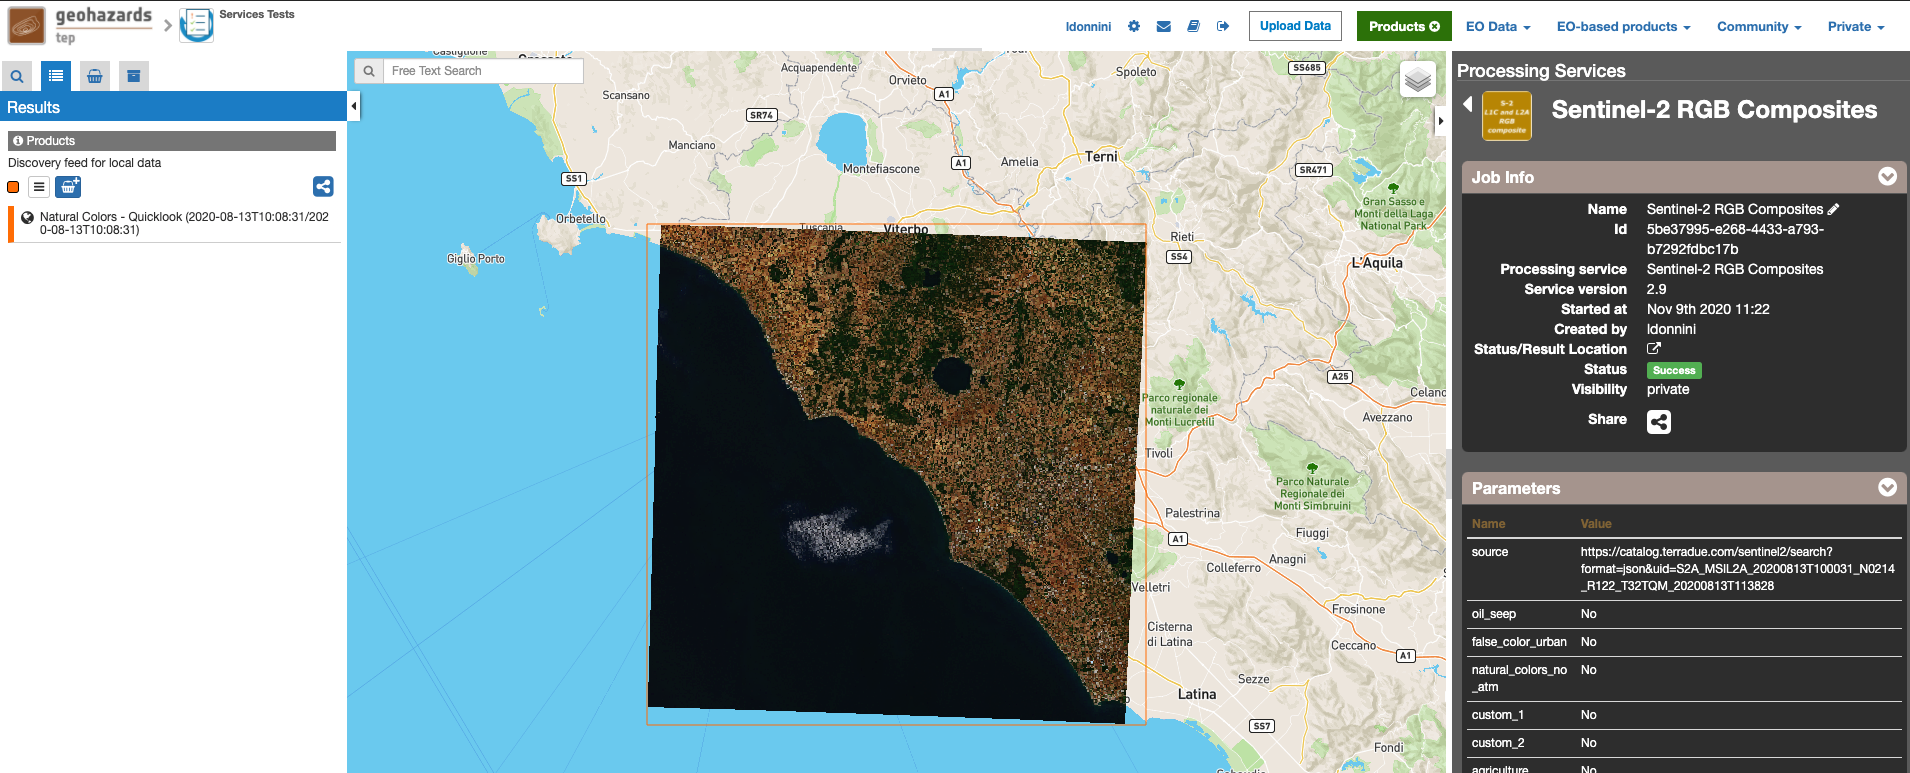 geohazards
tep
Services Tests
ldonnini
Upload Data
Products
EO Data
EO-based products
Community
Private
Results
Products
Discovery feed for local data
Natural Colors - Quicklook (2020-08-13T10:08:31/202
0-08-13T10:08:31)
Free Text Search
Acquapendente
Orvieto
Spoleto
SS685
A1
Scansano
SR74
Manciano
Montefiascone
A1
Amelia
Terni
SR471
SS1
Orbetello
Gran Sasso e
Monti della Laga
National Park
Tuscania
Viterbo
Rieti
Giglio Porto
SS4
L'Aquila
A25
Celano
Parco regionale
naturale dei
Monti Lucretili
Avezzano
Tivoli
Parco Naturale
Regionale dei
Monti Simbruini
Palestrina
A1
Fiuggi
Anagni
Colleferro
Velletri
Frosinone
Cisterna
di Latina
Ceccano
A1
Sezze
Latina
SS7
Fondi
Processing Services
S-2
L1C and L2A
RGB
composite
Sentinel-2 RGB Composites
Job Info
Name Sentinel-2 RGB Composites
Id 5be37995-e268-4433-a793-
b7292fdbc17b
Processing service Sentinel-2 RGB Composites
Service version 2.9
Started at Nov 9th 2020 11:22
Created by ldonnini
Status/Result Location
Status Success
Visibility private
Share
Parameters
Name Value
source https://catalog.terradue.com/sentinel2/search?
format=json&uid=S2A_MSIL2A_20200813T100031_N0214
_R122_T32TQM_20200813T113828
oil_seep No
false_color_urban No
natural_colors_no
_atm No
custom_1 No
custom_2 No
agriculture No